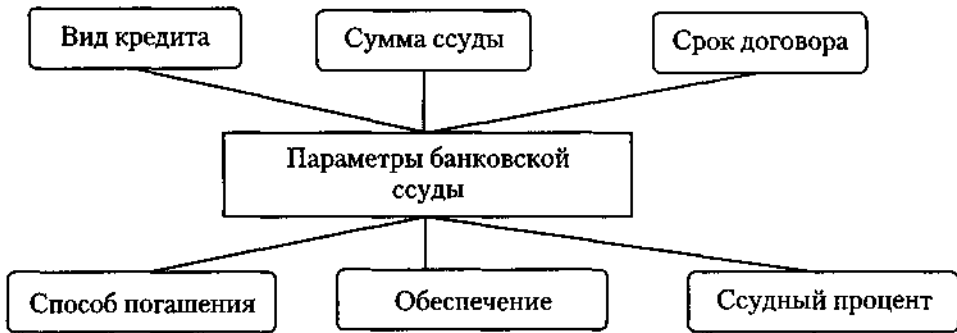 Вид кредита
Сумма ссуды
Срок договора
Параметры банковской
ссуды
Способ погашения
Обеспечение
Ссудный процент